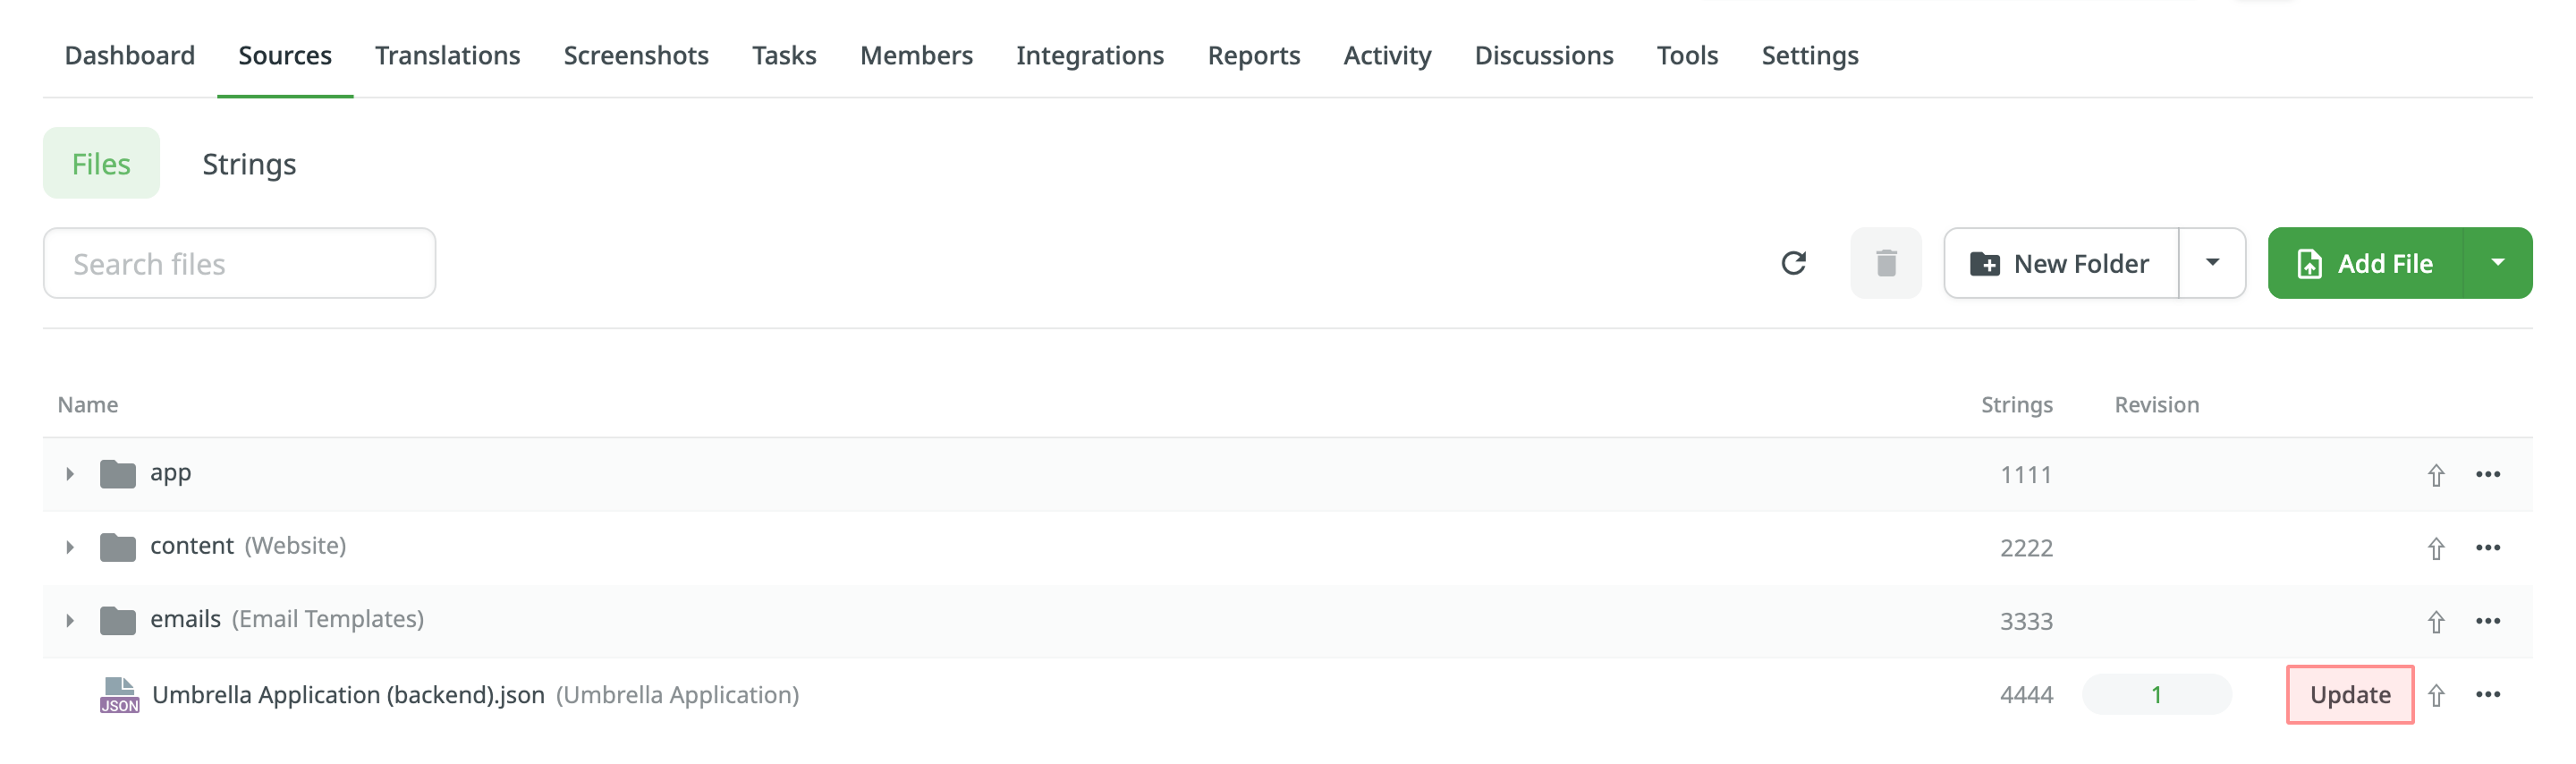 Dashboard Sources Translations Screenshots Tasks Members Integrations Reports Activity Discussions Tools Settings
Files Strings
Search files New Folder Add File
Name Strings Revision
app 1111
content (Website) 2222
emails (Email Templates) 3333
JSON Umbrella Application (backend).json (Umbrella Application) 4444 1 Update